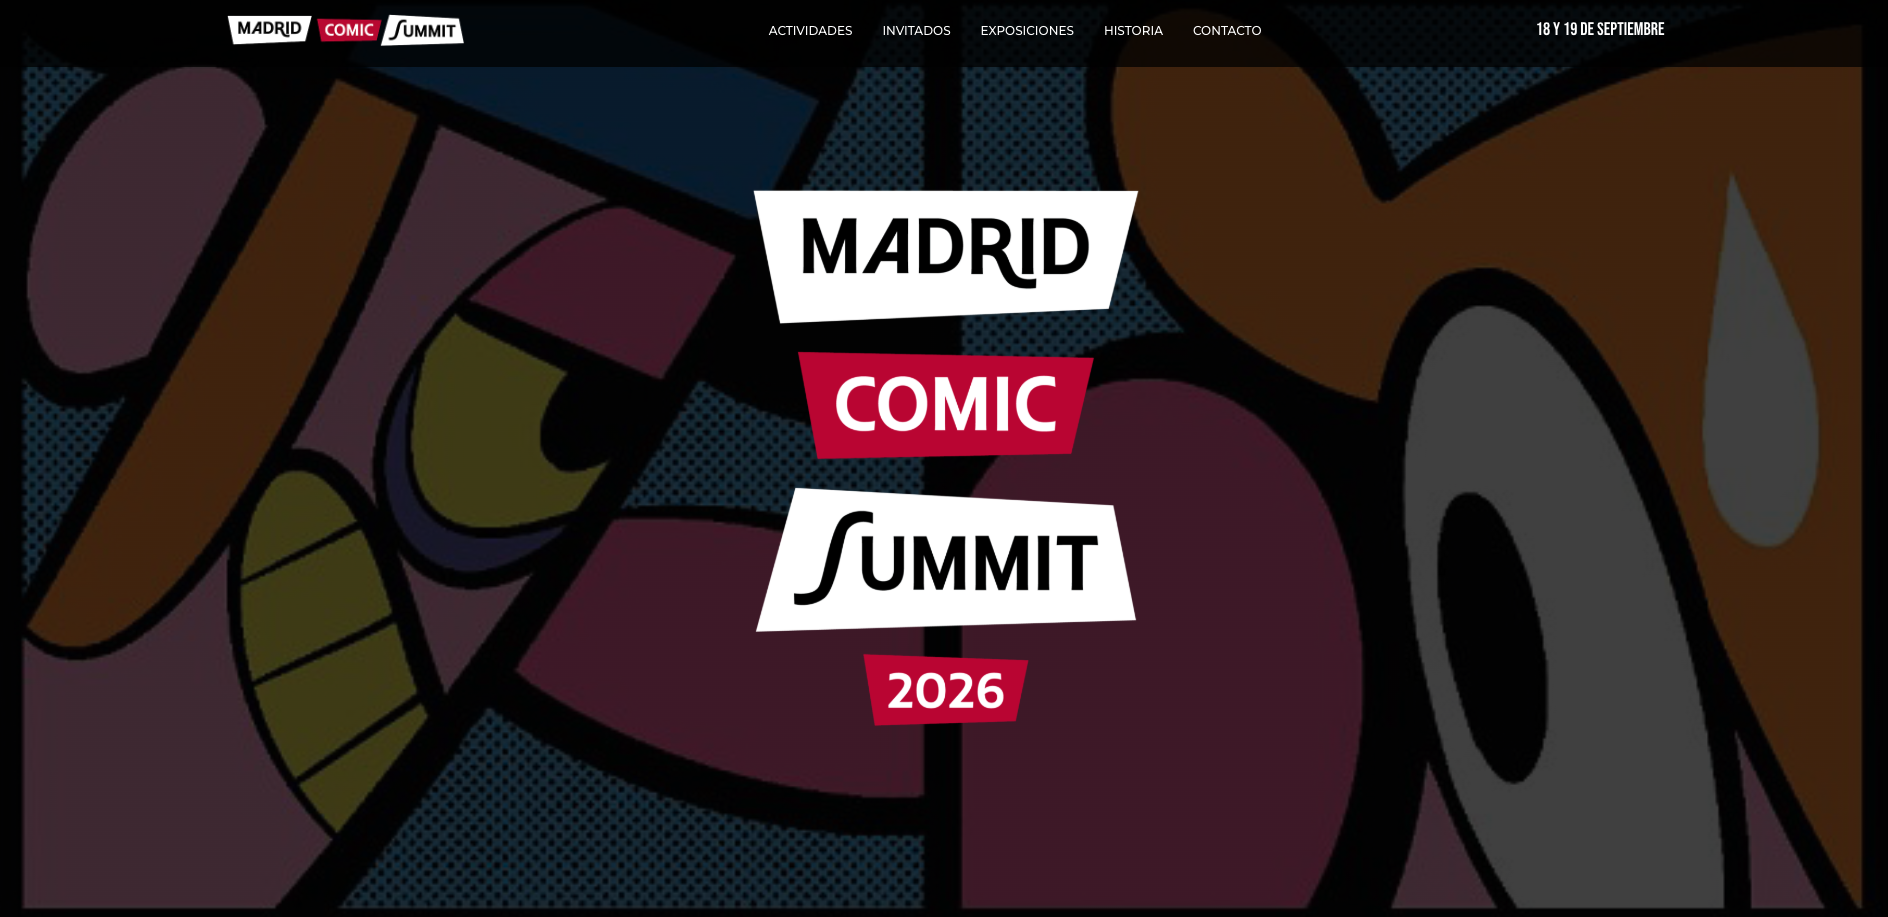 MADRID COMIC SUMMIT
ACTIVIDADES INVITADOS EXPOSICIONES HISTORIA CONTACTO
18 Y 19 DE SEPTIEMBRE
MADRID
COMIC
SUMMIT
2026